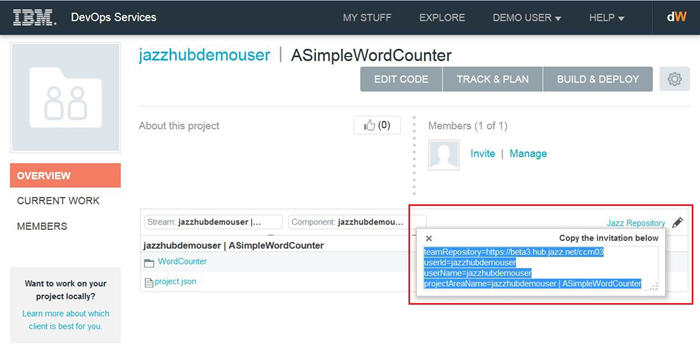 IBM. DevOps Services MY STUFF EXPLORE DEMO USER HELP dW
jazzhubdemouser | ASimpleWordCounter
EDIT CODE TRACK & PLAN BUILD & DEPLOY
About this project (0) Members (1 of 1)
Invite | Manage
OVERVIEW
CURRENT WORK
MEMBERS
Want to work on your
project locally?
Learn more about which
client is best for you.
Stream: jazzhubdemouser |... Component: jazzhubdemou... Jazz Repository
jazzhubdemouser | ASimpleWordCounter
WordCounter
project.json
× Copy the invitation below
teamRepository=https://beta3.hub.jazz.net/ccm03
userId=jazzhubdemouser
userName=jazzhubdemouser
projectAreaName=jazzhubdemouser | ASimpleWordCounter